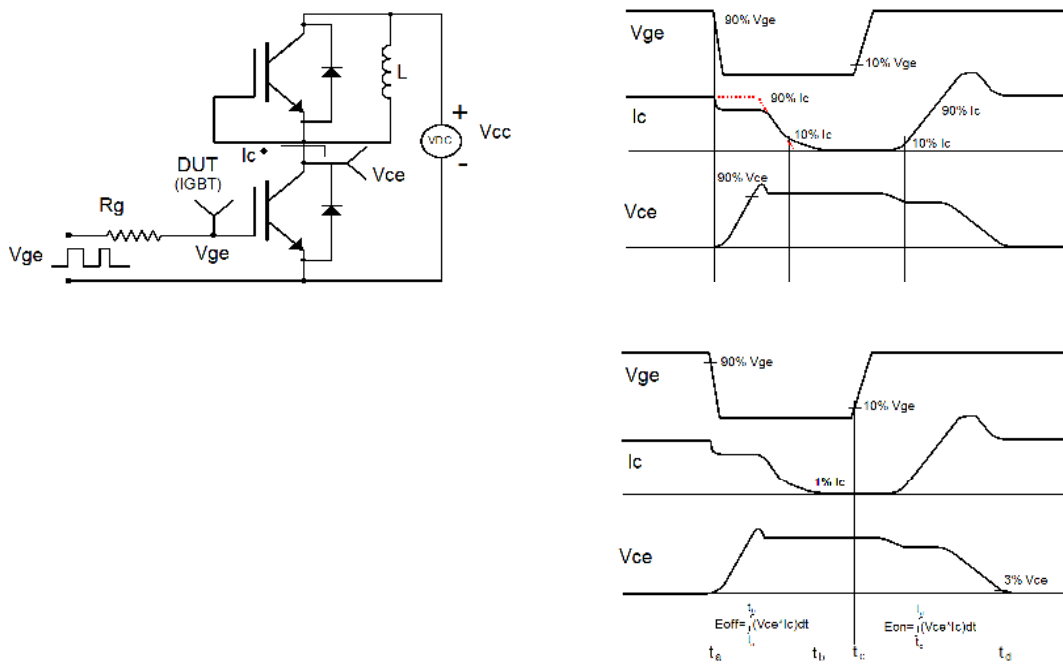 L
+
VDC
-
Vcc
Ic
DUT
(IGBT)
Vce
Rg
Vge
Vge
Vge
90% Vge
10% Vge
Ic
90% Ic
10% Ic
90% Ic
10% Ic
Vce
90% Vce
Vge
90% Vge
10% Vge
Ic
1% Ic
Vce
3% Vce
Eoff=∫(Vce*Ic)dt
Eon=∫(Vce*Ic)dt
ta
tb
tc
td